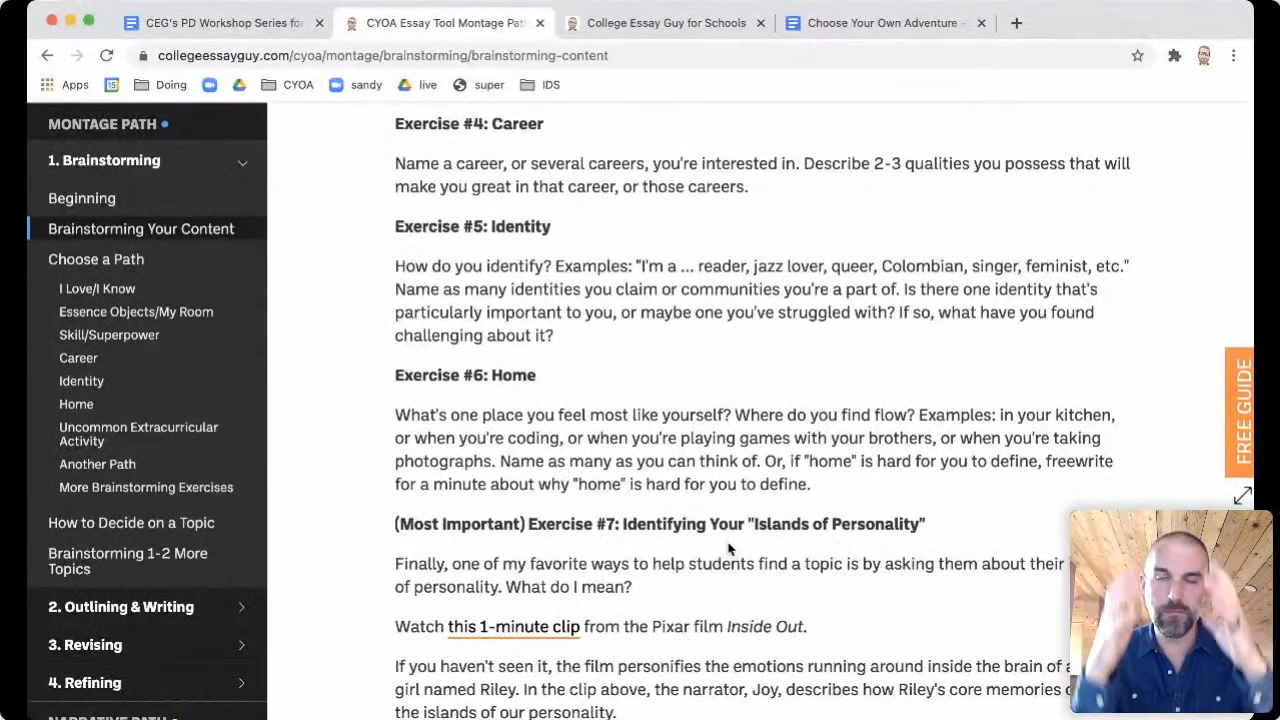 CEG's PD Workshop Series for
CYOA Essay Tool Montage Pat
College Essay Guy for Schools
Choose Your Own Adventure -
collegeessayguy.com/cyoa/montage/brainstorming/brainstorming-content
Apps
Doing
CYOA
sandy
live
super
IDS
MONTAGE PATH
1. Brainstorming
Beginning
Brainstorming Your Content
Choose a Path
I Love/I Know
Essence Objects/My Room
Skill/Superpower
Career
Identity
Home
Uncommon Extracurricular
Activity
Another Path
More Brainstorming Exercises
How to Decide on a Topic
Brainstorming 1-2 More
Topics
2. Outlining & Writing
3. Revising
4. Refining
NARRATIVE PATH
Exercise #4: Career
Name a career, or several careers, you're interested in. Describe 2-3 qualities you possess that will
make you great in that career, or those careers.
Exercise #5: Identity
How do you identify? Examples: "I'm a ... reader, jazz lover, queer, Colombian, singer, feminist, etc."
Name as many identities you claim or communities you're a part of. Is there one identity that's
particularly important to you, or maybe one you've struggled with? If so, what have you found
challenging about it?
Exercise #6: Home
What's one place you feel most like yourself? Where do you find flow? Examples: in your kitchen,
or when you're coding, or when you're playing games with your brothers, or when you're taking
photographs. Name as many as you can think of. Or, if "home" is hard for you to define, freewrite
for a minute about why "home" is hard for you to define.
(Most Important) Exercise #7: Identifying Your "Islands of Personality"
Finally, one of my favorite ways to help students find a topic is by asking them about their
of personality. What do I mean?
Watch this 1-minute clip from the Pixar film Inside Out.
If you haven't seen it, the film personifies the emotions running around inside the brain of a
girl named Riley. In the clip above, the narrator, Joy, describes how Riley's core memories
the islands of our personality.
FREE GUIDE